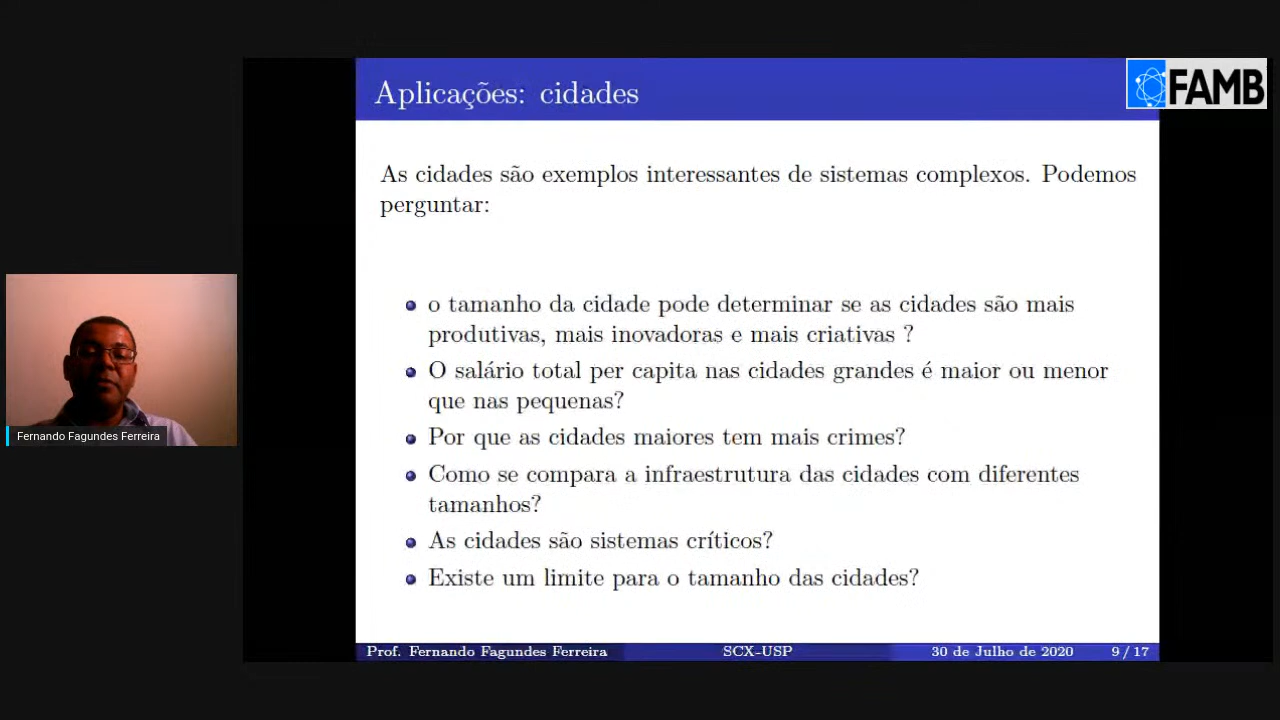 Aplicações: cidades
FAMB
As cidades são exemplos interessantes de sistemas complexos. Podemos
perguntar:
o tamanho da cidade pode determinar se as cidades são mais
produtivas, mais inovadoras e mais criativas ?
O salário total per capita nas cidades grandes é maior ou menor
que nas pequenas?
Por que as cidades maiores tem mais crimes?
Como se compara a infraestrutura das cidades com diferentes
tamanhos?
As cidades são sistemas críticos?
Existe um limite para o tamanho das cidades?
Fernando Fagundes Ferreira
Prof. Fernando Fagundes Ferreira SCX-USP 30 de Julho de 2020 9 / 17